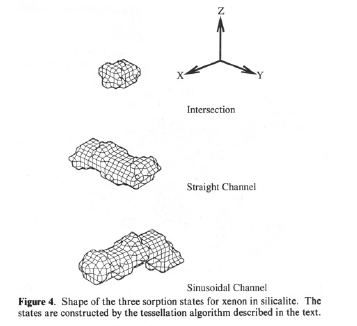 Z
X
Y
Intersection
Straight Channel
Sinusoidal Channel
Figure 4. Shape of the three sorption states for xenon in silicalite. The
states are constructed by the tessellation algorithm described in the text.